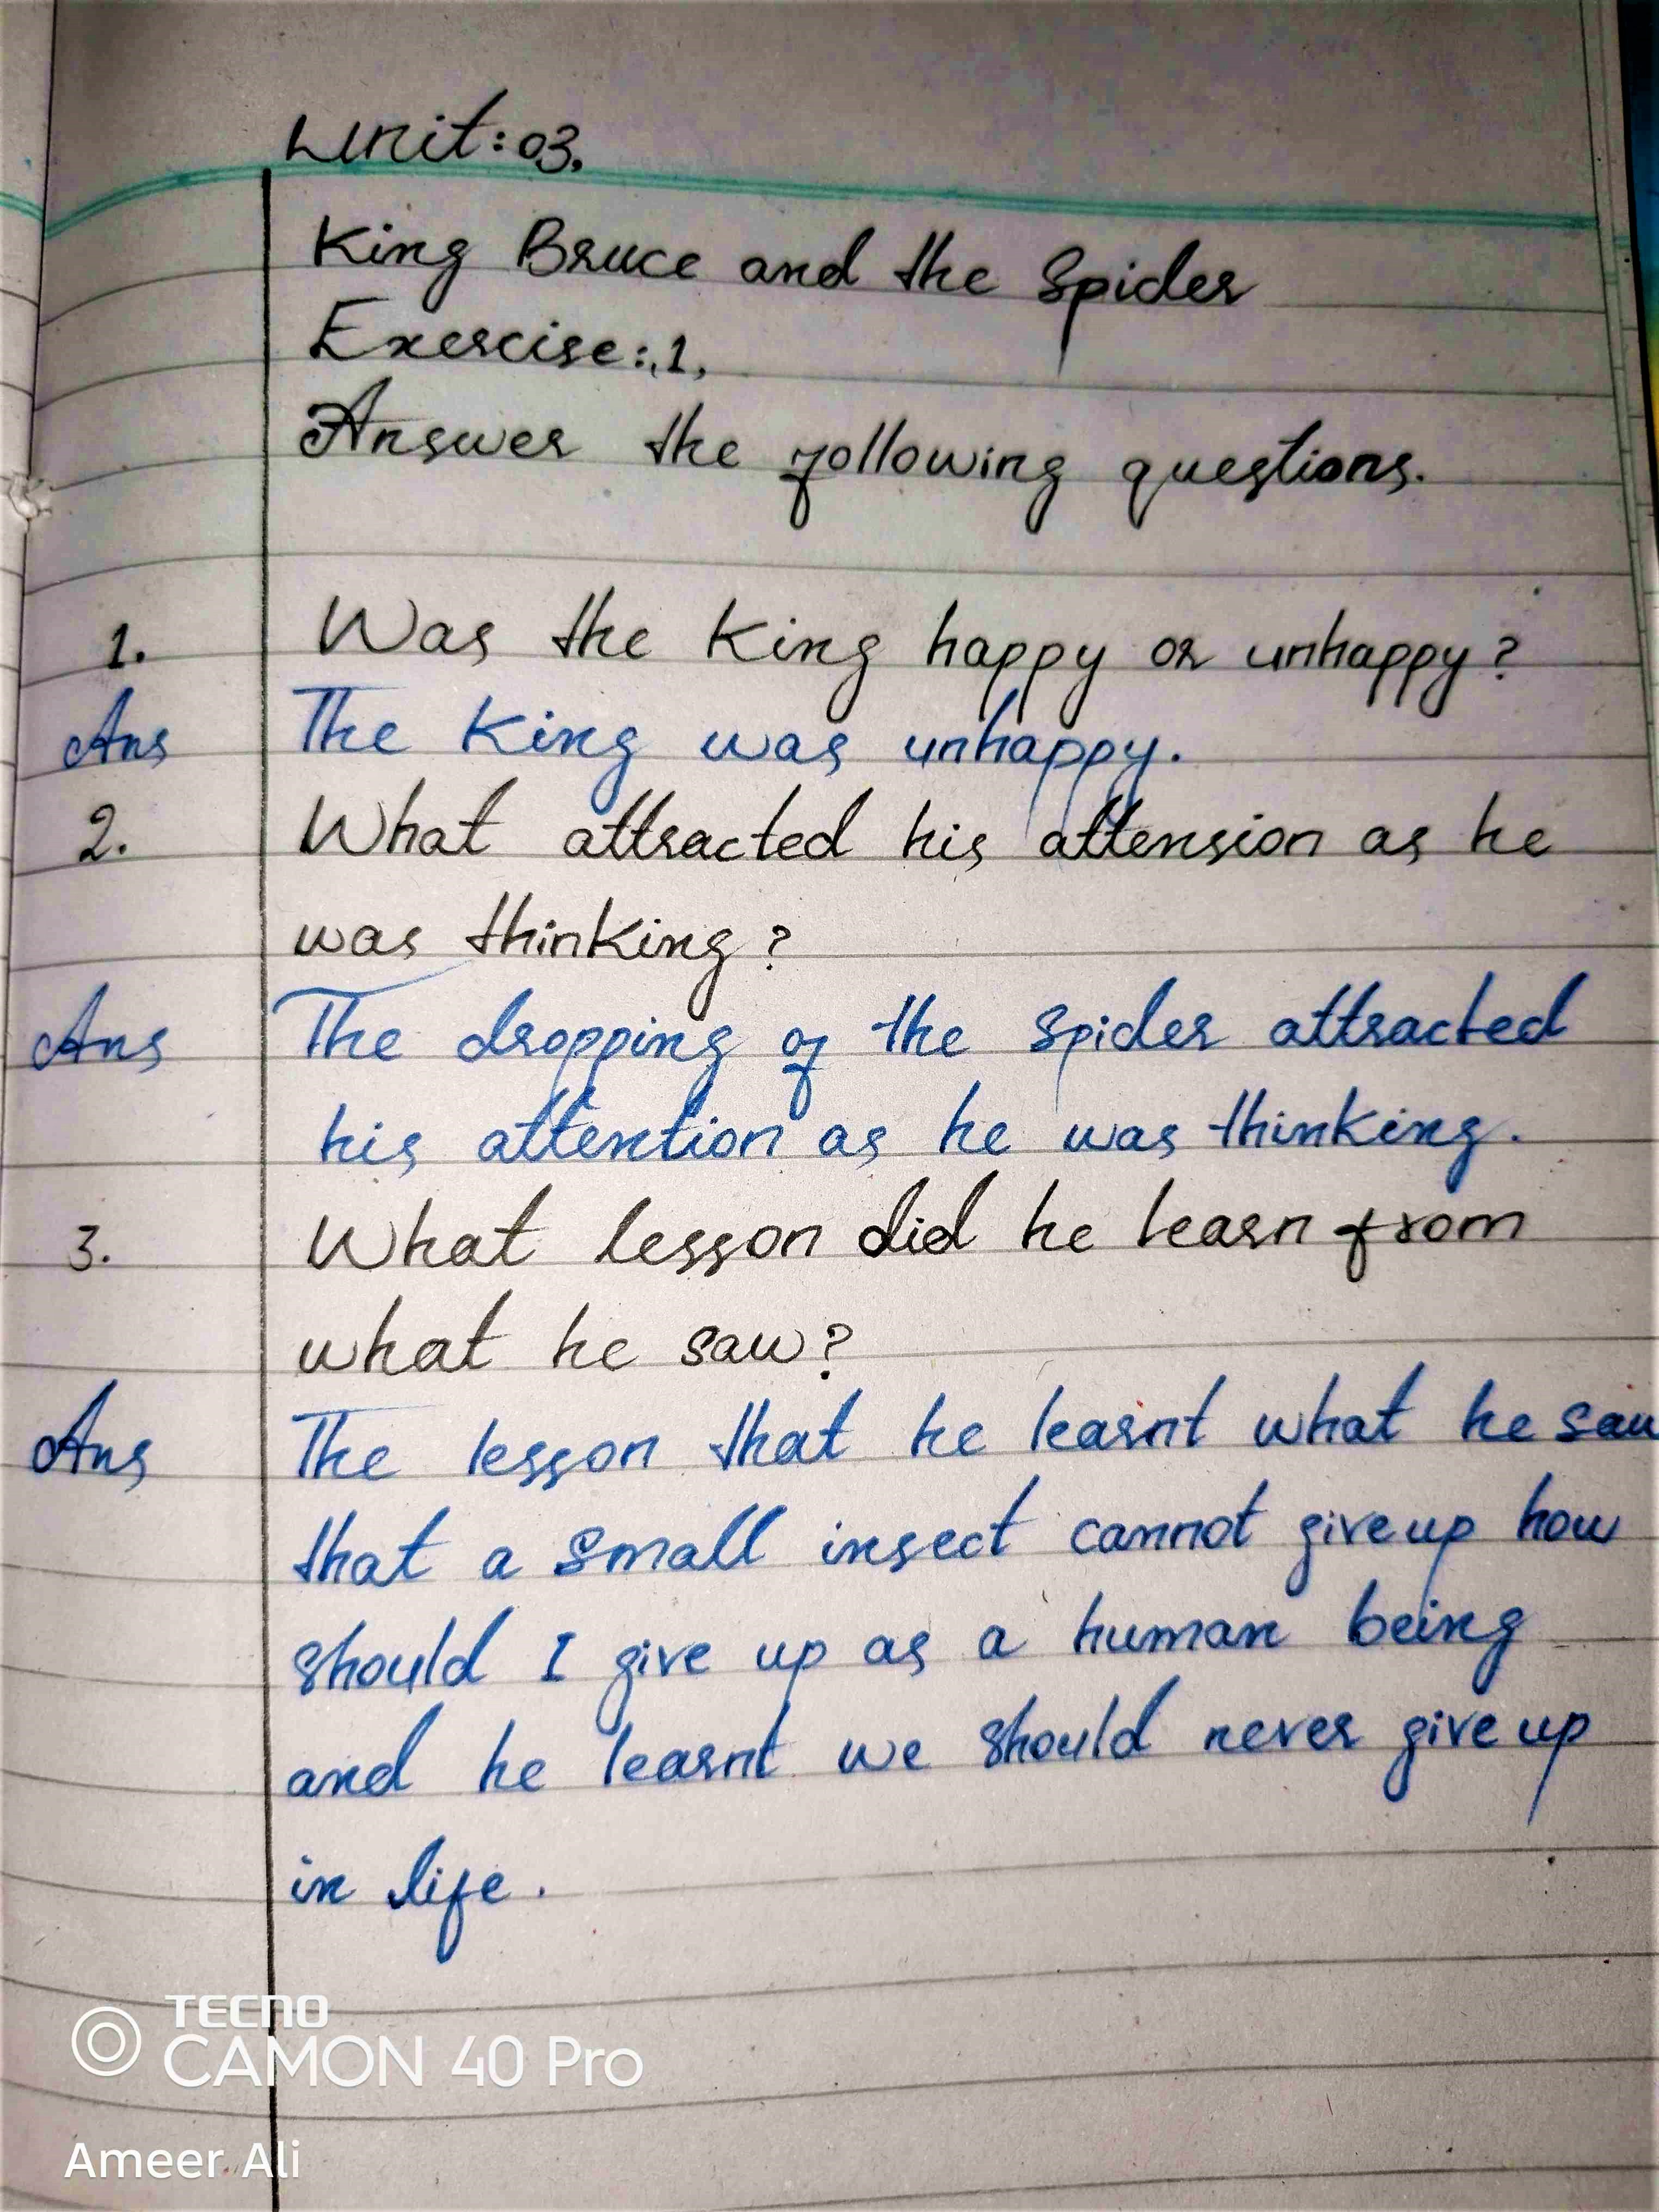 Unit:03.
King Bruce and the Spider
Exercise:,1,
Answer the following questions.
1. Was the King happy or unhappy?
Ans The King was unhappy.
2. What attracted his attension as he
was thinking?
Ans The dropping of the spider attracted
his attention as he was thinking.
3. What lesson did he learn from
what he saw?
Ans The lesson that he learnt what he saw
that a small insect cannot give up how
should I give up as a human being
and he learnt we should never give up
in life.
TECNO
CAMON 40 Pro
Ameer Ali